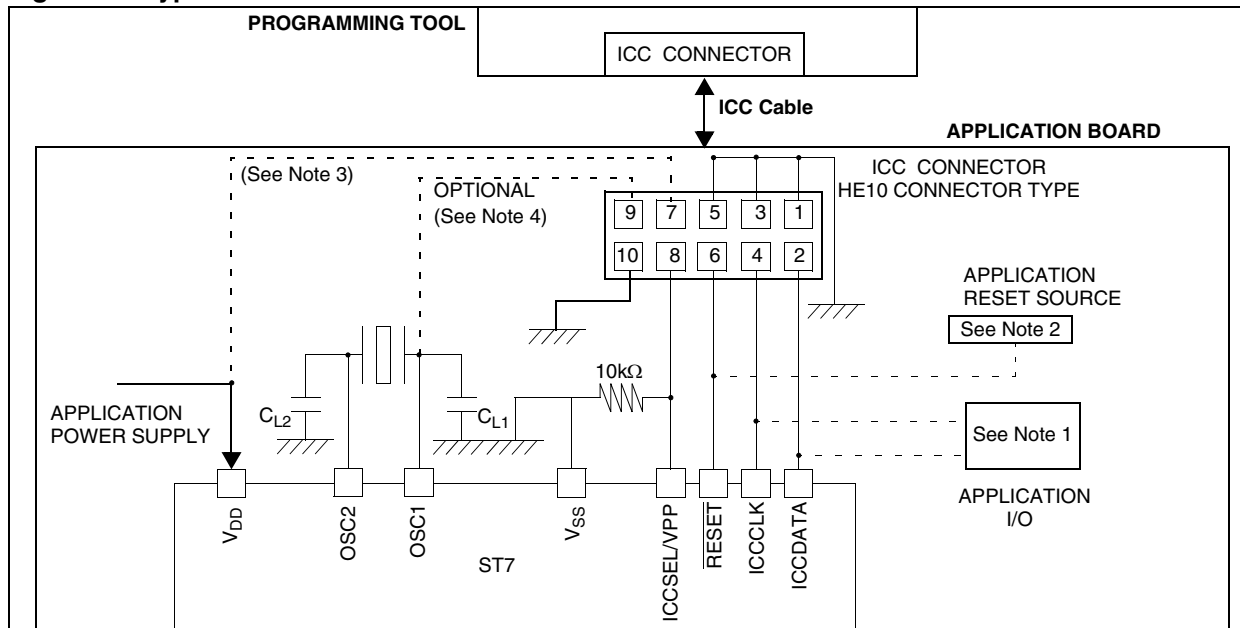 PROGRAMMING TOOL
ICC CONNECTOR
ICC Cable
APPLICATION BOARD
(See Note 3)
OPTIONAL
(See Note 4)
ICC CONNECTOR
HE10 CONNECTOR TYPE
9 7 5 3 1
10 8 6 4 2
APPLICATION
RESET SOURCE
See Note 2
10kΩ
APPLICATION
POWER SUPPLY
CL2
CL1
See Note 1
APPLICATION
I/O
VDD
OSC2
OSC1
VSS
ICCSEL/VPP
RESET
ICCCLK
ICCDATA
ST7